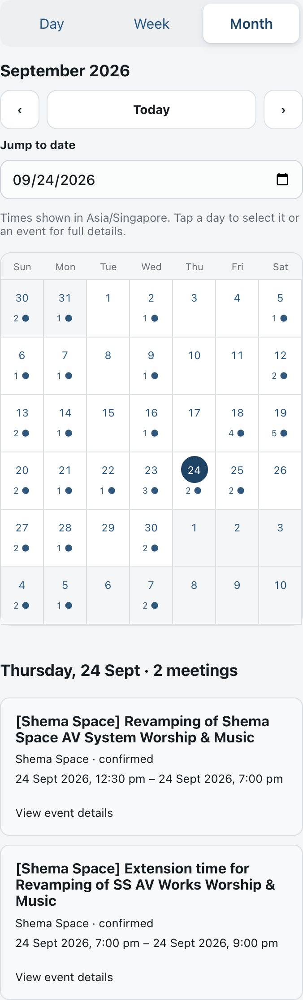 Day Week Month
September 2026
‹ Today ›
Jump to date
09/24/2026
Times shown in Asia/Singapore. Tap a day to select it or
an event for full details.
Sun Mon Tue Wed Thu Fri Sat
30 31 1 2 3 4 5
2 1 1 1
6 7 8 9 10 11 12
1 1 1 2
13 14 15 16 17 18 19
2 1 1 4 5
20 21 22 23 24 25 26
2 1 1 3 2 2
27 28 29 30 1 2 3
2 1 2
4 5 6 7 8 9 10
2 1 2
Thursday, 24 Sept · 2 meetings
[Shema Space] Revamping of Shema
Space AV System Worship & Music
Shema Space · confirmed
24 Sept 2026, 12:30 pm – 24 Sept 2026, 7:00 pm
View event details
[Shema Space] Extension time for
Revamping of SS AV Works Worship &
Music
Shema Space · confirmed
24 Sept 2026, 7:00 pm – 24 Sept 2026, 9:00 pm
View event details